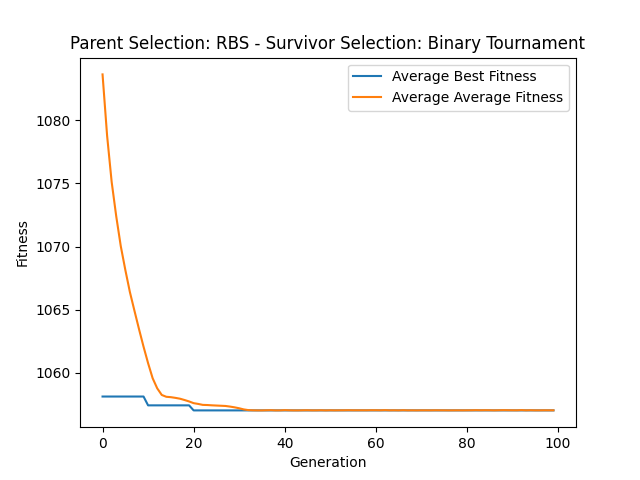 Parent Selection: RBS - Survivor Selection: Binary Tournament
Average Best Fitness
Average Average Fitness
1080
1075
1070
1065
1060
Fitness
0
20
40
60
80
100
Generation